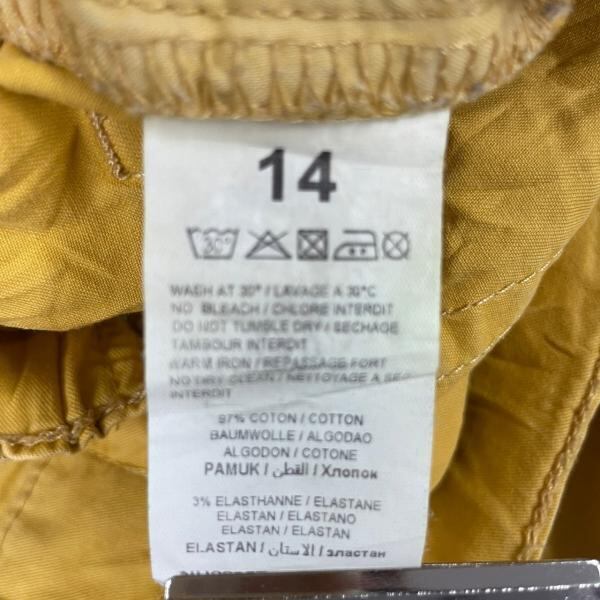 14
30°
WASH AT 30° / LAVAGE A 30°C
NO BLEACH / CHLORE INTERDIT
DO NOT TUMBLE DRY / SECHAGE
TAMBOUR INTERDIT
WARM IRON / REPASSAGE FORT
NO DRY CLEAN / NETTOYAGE A SEC
INTERDIT
97% COTON / COTTON
BAUMWOLLE / ALGODAO
ALGODON / COTONE
PAMUK / القطن / Хлопок
3% ELASTHANNE / ELASTANE
ELASTAN / ELASTANO
ELASTAN / ELASTAN
ELASTAN / الاستان / эластан